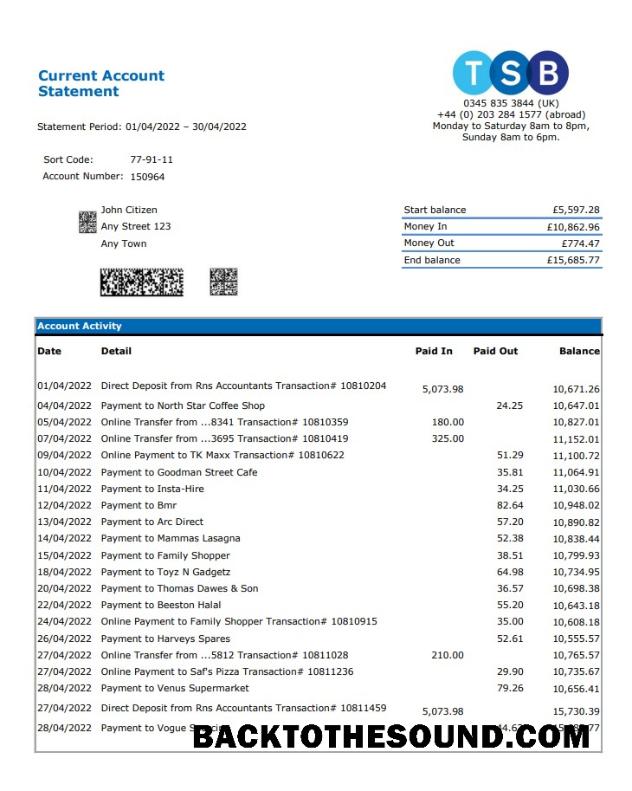 Current Account
Statement
TSB
0345 835 3844 (UK)
+44 (0) 203 284 1577 (abroad)
Monday to Saturday 8am to 8pm,
Sunday 8am to 6pm.
Statement Period: 01/04/2022 – 30/04/2022
Sort Code: 77-91-11
Account Number: 150964
John Citizen
Any Street 123
Any Town
Start balance £5,597.28
Money In £10,862.96
Money Out £774.47
End balance £15,685.77
Account Activity
Date Detail Paid In Paid Out Balance
01/04/2022 Direct Deposit from Rns Accountants Transaction# 10810204 5,073.98 10,671.26
04/04/2022 Payment to North Star Coffee Shop 24.25 10,647.01
05/04/2022 Online Transfer from ...8341 Transaction# 10810359 180.00 10,827.01
07/04/2022 Online Transfer from ...3695 Transaction# 10810419 325.00 11,152.01
09/04/2022 Online Payment to TK Maxx Transaction# 10810622 51.29 11,100.72
10/04/2022 Payment to Goodman Street Cafe 35.81 11,064.91
11/04/2022 Payment to Insta-Hire 34.25 11,030.66
12/04/2022 Payment to Bmr 82.64 10,948.02
13/04/2022 Payment to Arc Direct 57.20 10,890.82
14/04/2022 Payment to Mammas Lasagna 52.38 10,838.44
15/04/2022 Payment to Family Shopper 38.51 10,799.93
18/04/2022 Payment to Toyz N Gadgetz 64.98 10,734.95
20/04/2022 Payment to Thomas Dawes & Son 36.57 10,698.38
22/04/2022 Payment to Beeston Halal 55.20 10,643.18
24/04/2022 Online Payment to Family Shopper Transaction# 10810915 35.00 10,608.18
26/04/2022 Payment to Harveys Spares 52.61 10,555.57
27/04/2022 Online Transfer from ...5812 Transaction# 10811028 210.00 10,765.57
27/04/2022 Online Payment to Saf's Pizza Transaction# 10811236 29.90 10,735.67
28/04/2022 Payment to Venus Supermarket 79.26 10,656.41
27/04/2022 Direct Deposit from Rns Accountants Transaction# 10811459 5,073.98 15,730.39
28/04/2022 Payment to Vogue
BACKTOTHESOUND.COM